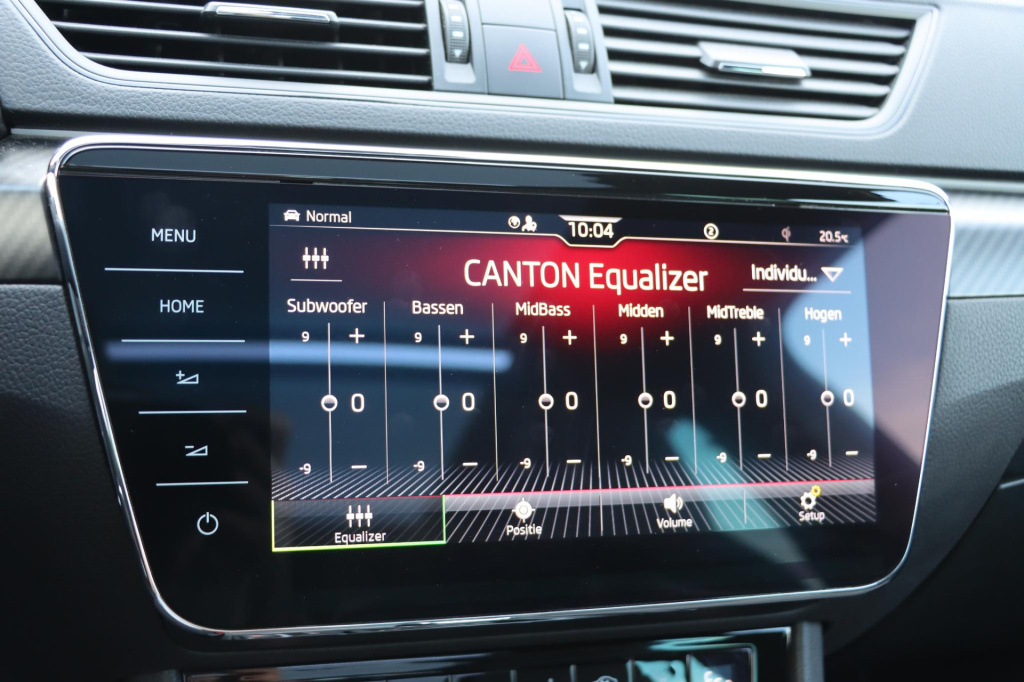 MENU
HOME
Normal
10:04
2
20.5°C
CANTON Equalizer
Individu...
Subwoofer Bassen MidBass Midden MidTreble Hogen
9 + 9 + 9 + 9 + 9 + 9 +
0 0 0 0 0 0
-9 − -9 − -9 − -9 − -9 − -9 −
Equalizer Positie Volume Setup